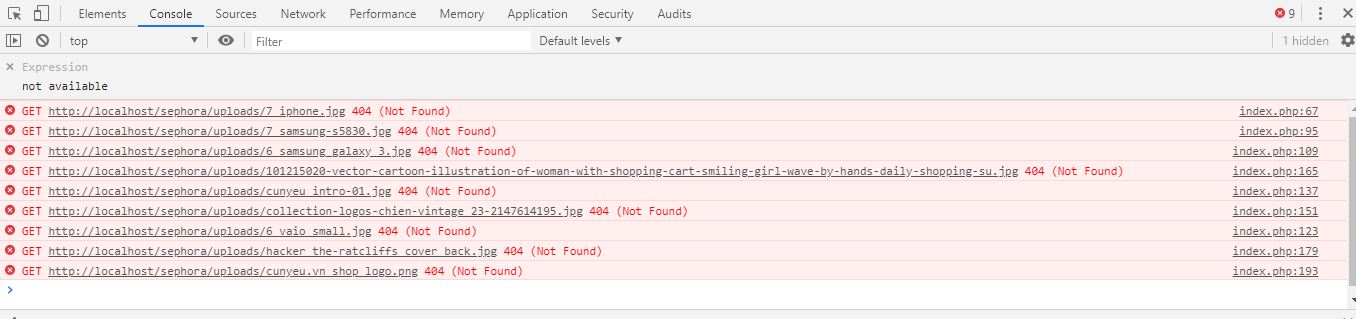 Elements Console Sources Network Performance Memory Application Security Audits 9
top Filter Default levels 1 hidden
Expression
not available
GET http://localhost/sephora/uploads/7_iphone.jpg 404 (Not Found) index.php:67
GET http://localhost/sephora/uploads/7_samsung-s5830.jpg 404 (Not Found) index.php:95
GET http://localhost/sephora/uploads/6_samsung_galaxy_3.jpg 404 (Not Found) index.php:109
GET http://localhost/sephora/uploads/101215020-vector-cartoon-illustration-of-woman-with-shopping-cart-smiling-girl-wave-by-hands-daily-shopping-su.jpg 404 (Not Found) index.php:165
GET http://localhost/sephora/uploads/cunyeu_intro-01.jpg 404 (Not Found) index.php:137
GET http://localhost/sephora/uploads/collection-logos-chien-vintage_23-2147614195.jpg 404 (Not Found) index.php:151
GET http://localhost/sephora/uploads/6_vaio_small.jpg 404 (Not Found) index.php:123
GET http://localhost/sephora/uploads/hacker_the-ratcliffs_cover_back.jpg 404 (Not Found) index.php:179
GET http://localhost/sephora/uploads/cunyeu.vn_shop_logo.png 404 (Not Found) index.php:193